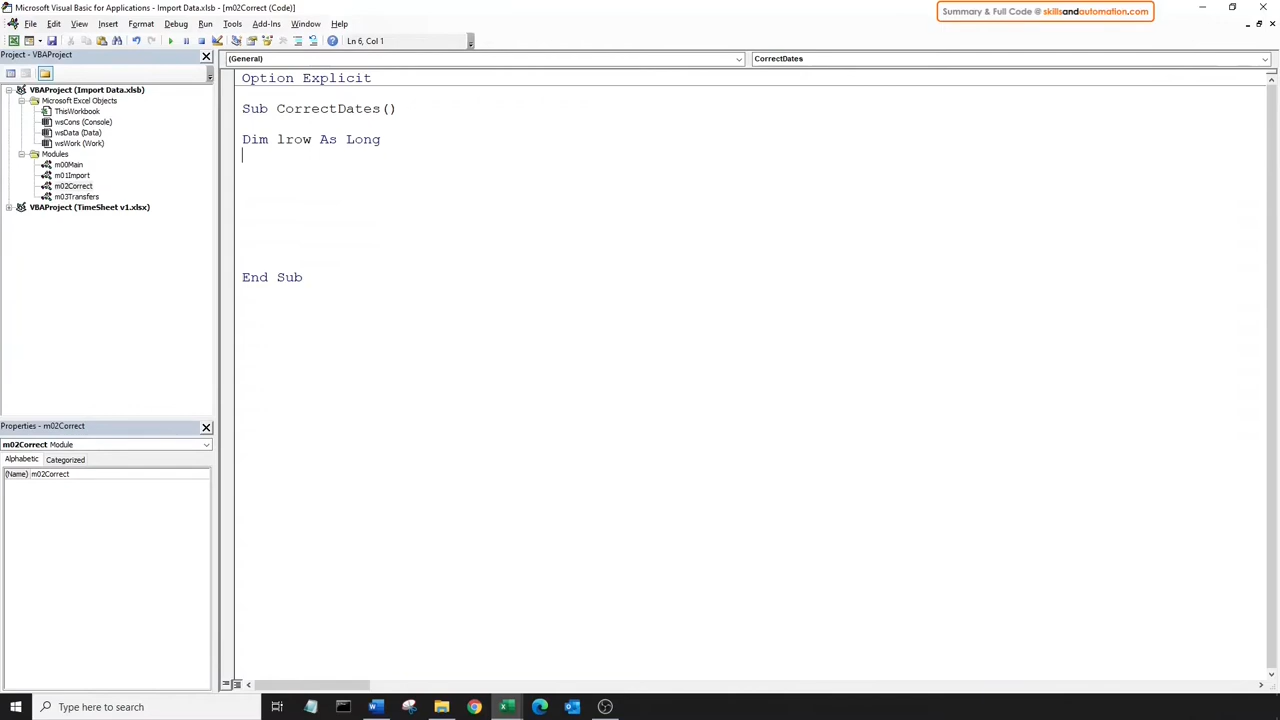 Microsoft Visual Basic for Applications - Import Data.xlsb - [m02Correct (Code)]
Summary & Full Code @ skillsandautomation.com
File Edit View Insert Format Debug Run Tools Add-Ins Window Help
Ln 6, Col 1
Project - VBAProject
(General)
CorrectDates
VBAProject (Import Data.xlsb)
Microsoft Excel Objects
ThisWorkbook
wsCons (Console)
wsData (Data)
wsWork (Work)
Modules
m00Main
m01Import
m02Correct
m03Transfers
VBAProject (TimeSheet v1.xlsx)
Option Explicit
Sub CorrectDates()
Dim lrow As Long
End Sub
Properties - m02Correct
m02Correct Module
Alphabetic Categorized
(Name) m02Correct
Type here to search